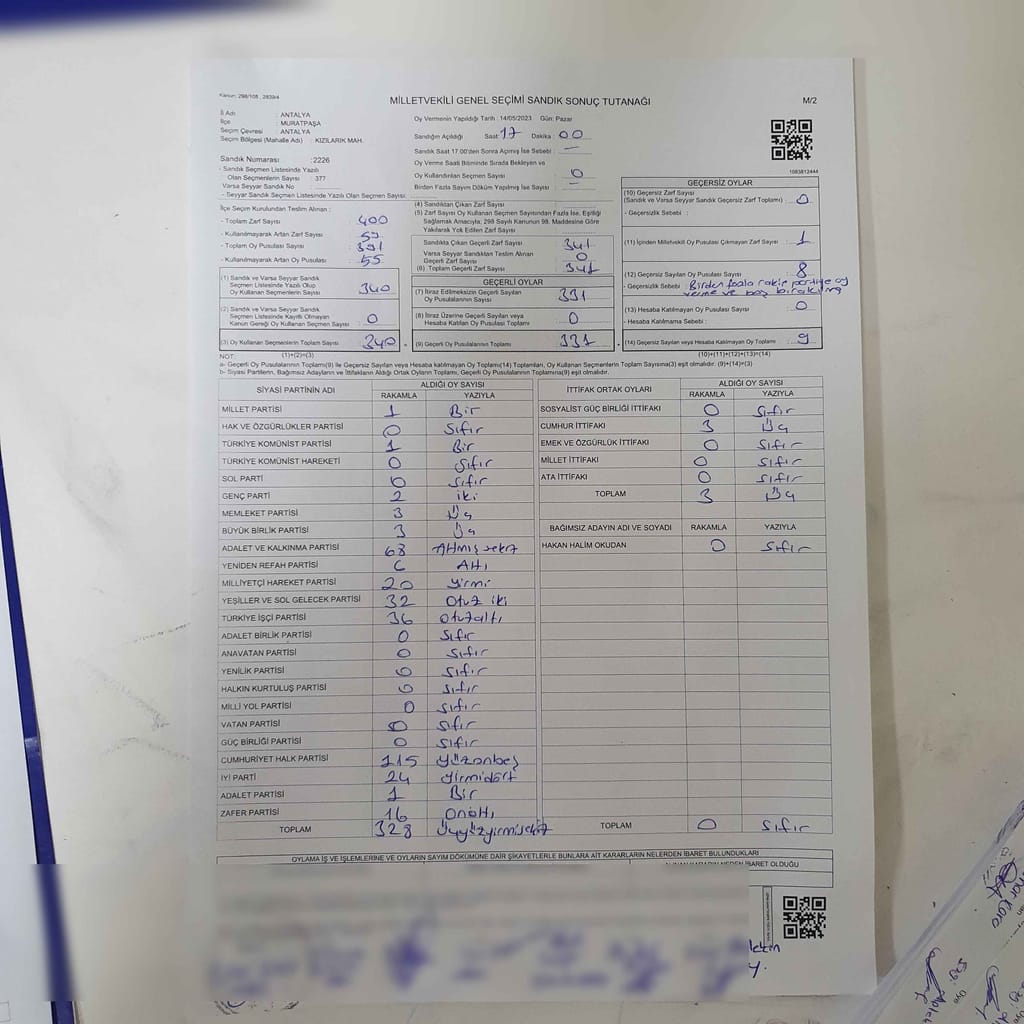 Kanun: 298/105 ; 2839/4
MİLLETVEKİLİ GENEL SEÇİMİ SANDIK SONUÇ TUTANAĞI
M/2
İl Adı : ANTALYA
İlçe : MURATPAŞA
Seçim Çevresi : ANTALYA
Seçim Bölgesi (Mahalle Adı) : KIZILARIK MAH.
Sandık Numarası : 2226
- Sandık Seçmen Listesinde Yazılı
Olan Seçmenlerin Sayısı 377
Varsa Seyyar Sandık No
- Seyyar Sandık Seçmen Listesinde Yazılı Olan Seçmen Sayısı
Oy Vermenin Yapıldığı Tarih : 14/05/2023 Gün: Pazar
Sandığın Açıldığı Saat: 17 Dakika : 00
Sandık Saat 17.00'den Sonra Açılmış İse Sebebi : —
Oy Verme Saati Bitiminde Sırada Bekleyen ve
Oy Kullandırılan Seçmen Sayısı : 0
Birden Fazla Sayım Döküm Yapılmış İse Sayısı : —
1083812444
İlçe Seçim Kurulundan Teslim Alınan :
- Toplam Zarf Sayısı : 400
- Kullanılmayarak Artan Zarf Sayısı : 59
- Toplam Oy Pusulası Sayısı : 391
- Kullanılmayarak Artan Oy Pusulası : 55
(4) Sandıktan Çıkan Zarf Sayısı
(5) Zarf Sayısı Oy Kullanan Seçmen Sayısından Fazla İse, Eşitliği
Sağlamak Amacıyla, 298 Sayılı Kanunun 98. Maddesine Göre
Yakılarak Yok Edilen Zarf Sayısı
Sandıkta Çıkan Geçerli Zarf Sayısı : 341
Varsa Seyyar Sandıktan Teslim Alınan
Geçerli Zarf Sayısı : 0
(6) Toplam Geçerli Zarf Sayısı : 341
GEÇERSİZ OYLAR
(10) Geçersiz Zarf Sayısı
(Sandık ve Varsa Seyyar Sandık Geçersiz Zarf Toplamı) : 0
- Geçersizlik Sebebi :
(11) İçinden Milletvekili Oy Pusulası Çıkmayan Zarf Sayısı : 1
(12) Geçersiz Sayılan Oy Pusulası Sayısı : 8
- Geçersizlik Sebebi : Birden fazla rakip partiye oy
verme ve boş bırakılmış
(13) Hesaba Katılmayan Oy Pusulası Sayısı : 0
- Hesaba Katılmama Sebebi :
(14) Geçersiz Sayılan veya Hesaba Katılmayan Oy Toplamı : 9
(10)+(11)+(12)+(13)=(14)
(1) Sandık ve Varsa Seyyar Sandık
Seçmen Listesinde Yazılı Olup
Oy Kullanan Seçmenlerin Sayısı : 340
(2) Sandık ve Varsa Seyyar Sandık
Seçmen Listesinde Kayıtlı Olmayan
Kanun Gereği Oy Kullanan Seçmen Sayısı : 0
(3) Oy Kullanan Seçmenlerin Toplam Sayısı : 340
(1)+(2)=(3)
GEÇERLİ OYLAR
(7) İtiraz Edilmeksizin Geçerli Sayılan
Oy Pusulalarının Sayısı : 331
(8) İtiraz Üzerine Geçerli Sayılan veya
Hesaba Katılan Oy Pusulası Toplamı : 0
(9) Geçerli Oy Pusulalarının Toplamı : 331
NOT
a- Geçerli Oy Pusulası Toplamı(9) ile Geçersiz Sayılan veya Hesaba Katılmayan Oy Toplamı(14) Toplamları, Oy Kullanan Seçmenlerin Toplam Sayısına(3) eşit olmalıdır. (9)+(14)=(3)
b- Siyasi Partilerin, Bağımsız Adayların ve İttifakların Aldığı Ortak Oyların Toplamı; Geçerli Oy Pusulalarının Toplamına(9) eşit olmalıdır.
SİYASİ PARTİNİN ADI ALDIĞI OY SAYISI RAKAMLA YAZIYLA
MİLLET PARTİSİ 1 Bir
HAK VE ÖZGÜRLÜKLER PARTİSİ 0 Sıfır
TÜRKİYE KOMÜNİST PARTİSİ 1 Bir
TÜRKİYE KOMÜNİST HAREKETİ 0 Sıfır
SOL PARTİ 0 Sıfır
GENÇ PARTİ 2 iki
MEMLEKET PARTİSİ 3 Üç
BÜYÜK BİRLİK PARTİSİ 3 Üç
ADALET VE KALKINMA PARTİSİ 68 Altmış sekiz
YENİDEN REFAH PARTİSİ 6 Altı
MİLLİYETÇİ HAREKET PARTİSİ 20 yirmi
YEŞİLLER VE SOL GELECEK PARTİSİ 32 Otuz iki
TÜRKİYE İŞÇİ PARTİSİ 36 otuzaltı
ADALET BİRLİK PARTİSİ 0 Sıfır
ANAVATAN PARTİSİ 0 Sıfır
YENİLİK PARTİSİ 0 Sıfır
HALKIN KURTULUŞ PARTİSİ 0 Sıfır
MİLLİ YOL PARTİSİ 0 Sıfır
VATAN PARTİSİ 0 Sıfır
GÜÇ BİRLİĞİ PARTİSİ 0 Sıfır
CUMHURİYET HALK PARTİSİ 115 yüzonbeş
İYİ PARTİ 24 yirmidört
ADALET PARTİSİ 1 Bir
ZAFER PARTİSİ 16 onaltı
TOPLAM 328 Üçyüzyirmisekiz
İTTİFAK ORTAK OYLARI ALDIĞI OY SAYISI RAKAMLA YAZIYLA
SOSYALİST GÜÇ BİRLİĞİ İTTİFAKI 0 Sıfır
CUMHUR İTTİFAKI 3 Üç
EMEK VE ÖZGÜRLÜK İTTİFAKI 0 Sıfır
MİLLET İTTİFAKI 0 Sıfır
ATA İTTİFAKI 0 Sıfır
TOPLAM 3 Üç
BAĞIMSIZ ADAYIN ADI VE SOYADI RAKAMLA YAZIYLA
HAKAN HALİM OKUDAN 0 Sıfır
TOPLAM 0 Sıfır
OYLAMA İŞ VE İŞLEMLERİNE VE OYLARIN SAYIM DÖKÜMÜNE DAİR ŞİKAYETLERLE BUNLARA AİT KARARLARIN NELERDEN İBARET BULUNDUKLARI